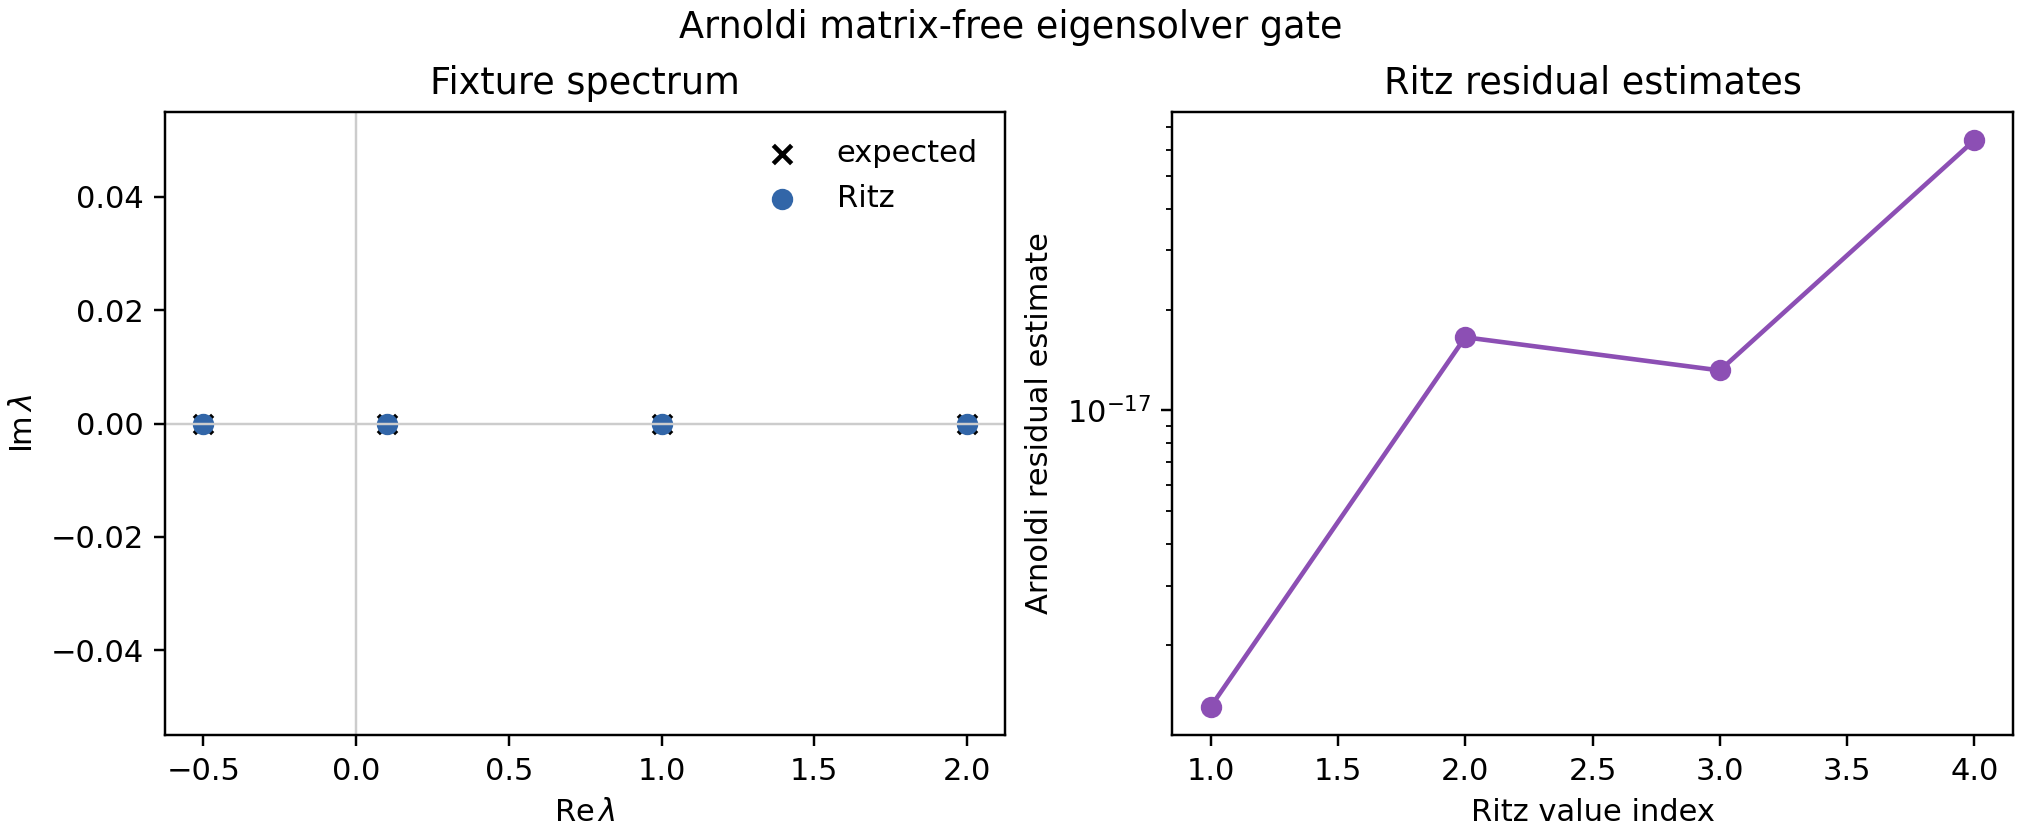 Arnoldi matrix-free eigensolver gate
Fixture spectrum
expected
Ritz
0.04
0.02
0.00
−0.02
−0.04
Im λ
−0.5
0.0
0.5
1.0
1.5
2.0
Re λ
Ritz residual estimates
Arnoldi residual estimate
10⁻¹⁷
1.0
1.5
2.0
2.5
3.0
3.5
4.0
Ritz value index